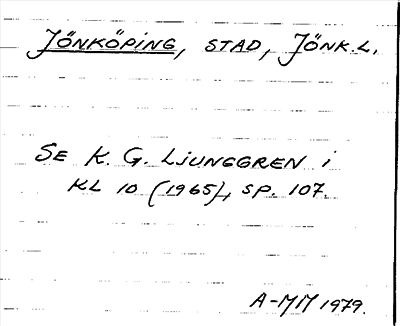 JÖNKÖPING, STAD, JÖNK.L.
SE K. G. LJUNGGREN i
KL 10 (1965), SP. 107.
A-MM 1979.